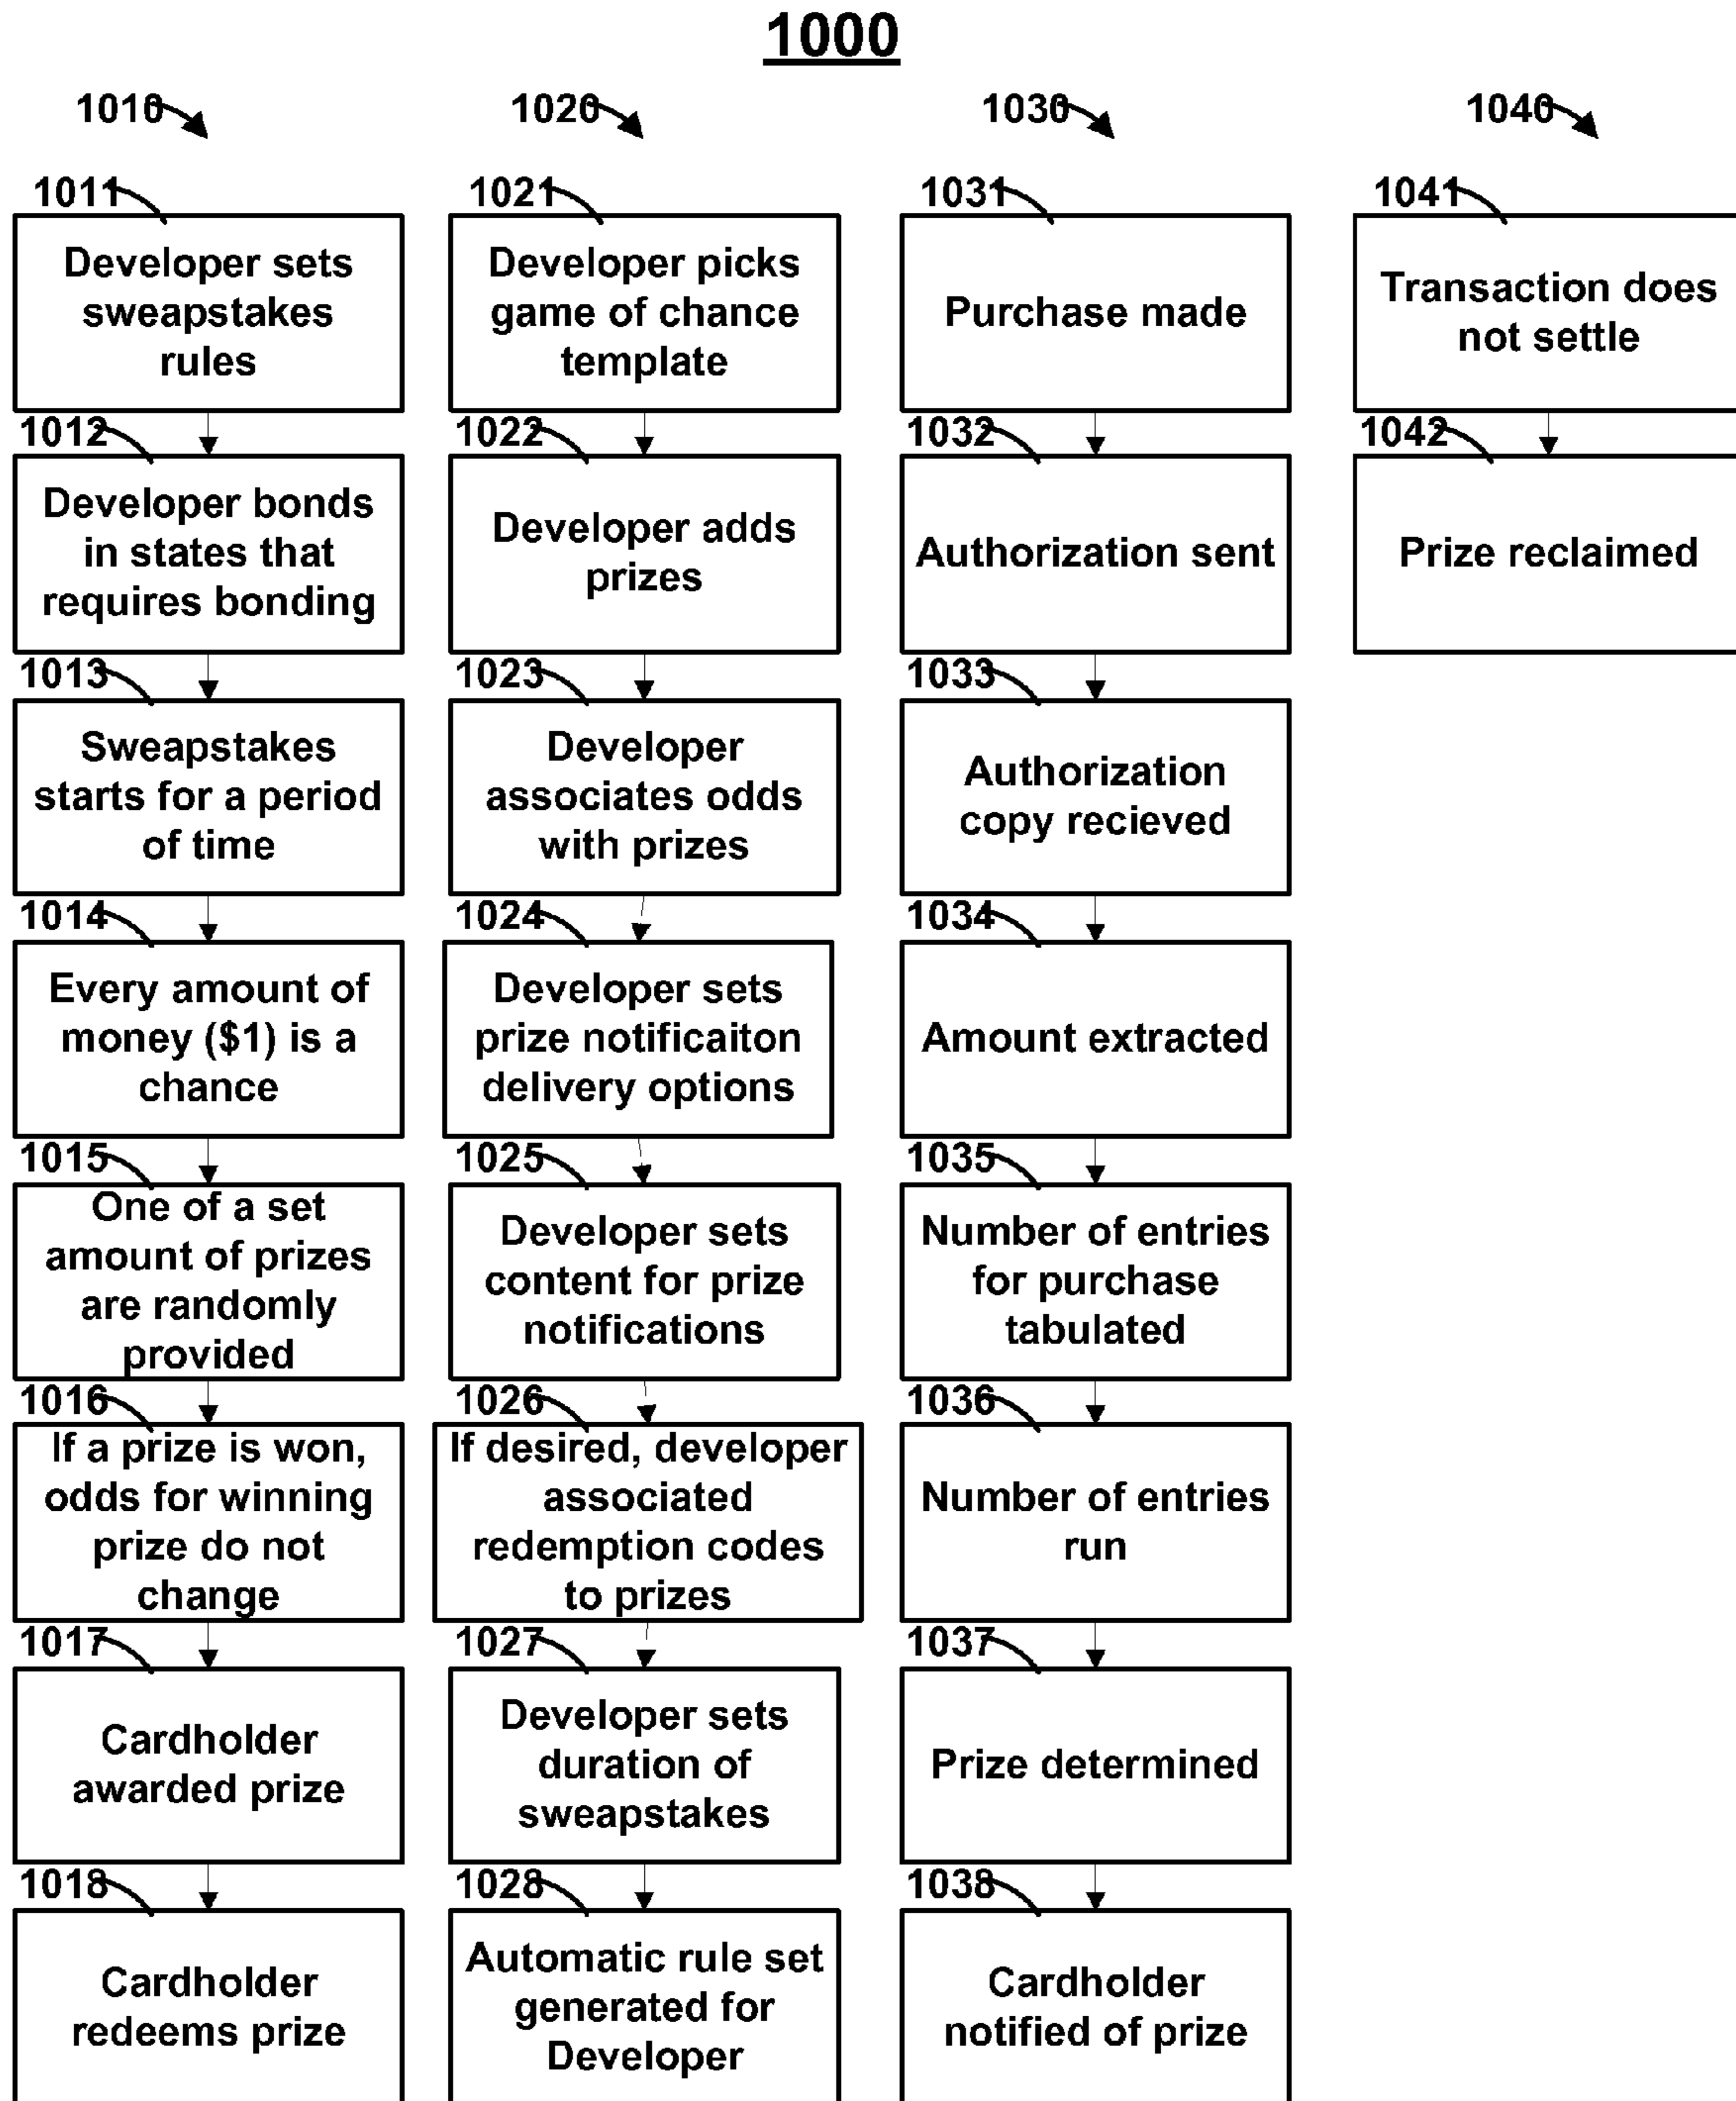 1000
1010
1011
Developer sets
sweapstakes
rules
1012
Developer bonds
in states that
requires bonding
1013
Sweapstakes
starts for a period
of time
1014
Every amount of
money ($1) is a
chance
1015
One of a set
amount of prizes
are randomly
provided
1016
If a prize is won,
odds for winning
prize do not
change
1017
Cardholder
awarded prize
1018
Cardholder
redeems prize
1020
1021
Developer picks
game of chance
template
1022
Developer adds
prizes
1023
Developer
associates odds
with prizes
1024
Developer sets
prize notificaiton
delivery options
1025
Developer sets
content for prize
notifications
1026
If desired, developer
associated
redemption codes
to prizes
1027
Developer sets
duration of
sweapstakes
1028
Automatic rule set
generated for
Developer
1030
1031
Purchase made
1032
Authorization sent
1033
Authorization
copy recieved
1034
Amount extracted
1035
Number of entries
for purchase
tabulated
1036
Number of entries
run
1037
Prize determined
1038
Cardholder
notified of prize
1040
1041
Transaction does
not settle
1042
Prize reclaimed